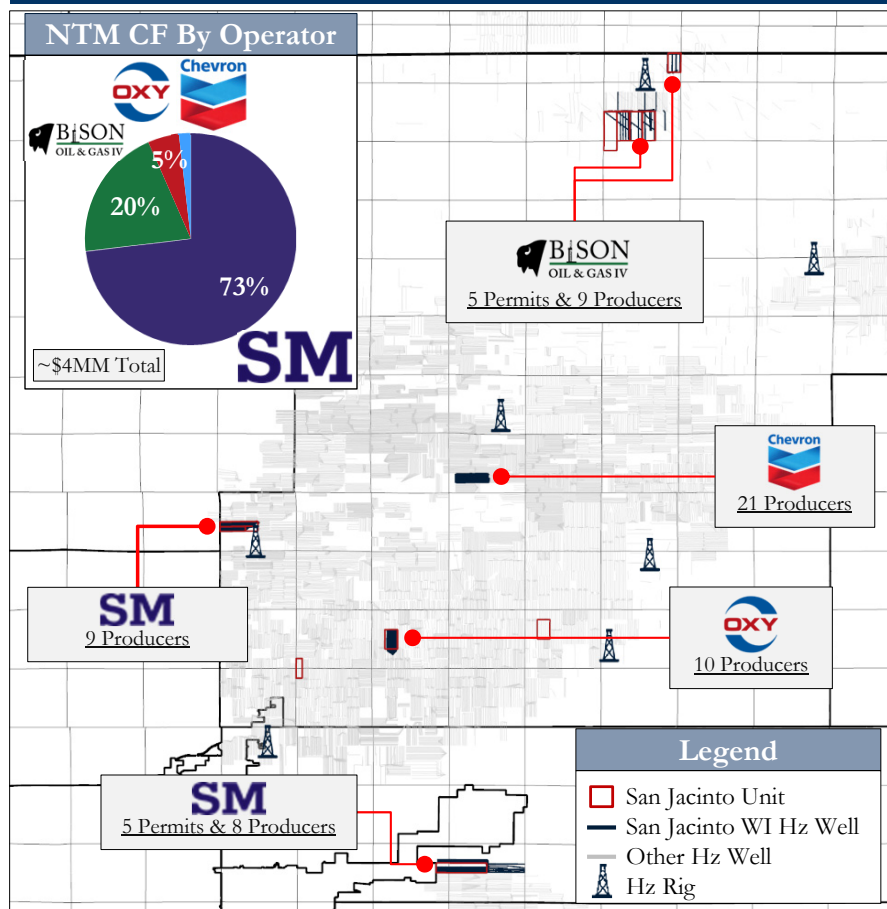 NTM CF By Operator
Chevron
OXY
BISON
OIL & GAS IV
5%
20%
73%
~$4MM Total
SM
BISON
OIL & GAS IV
5 Permits & 9 Producers
Chevron
21 Producers
SM
9 Producers
OXY
10 Producers
SM
5 Permits & 8 Producers
Legend
San Jacinto Unit
San Jacinto WI Hz Well
Other Hz Well
Hz Rig